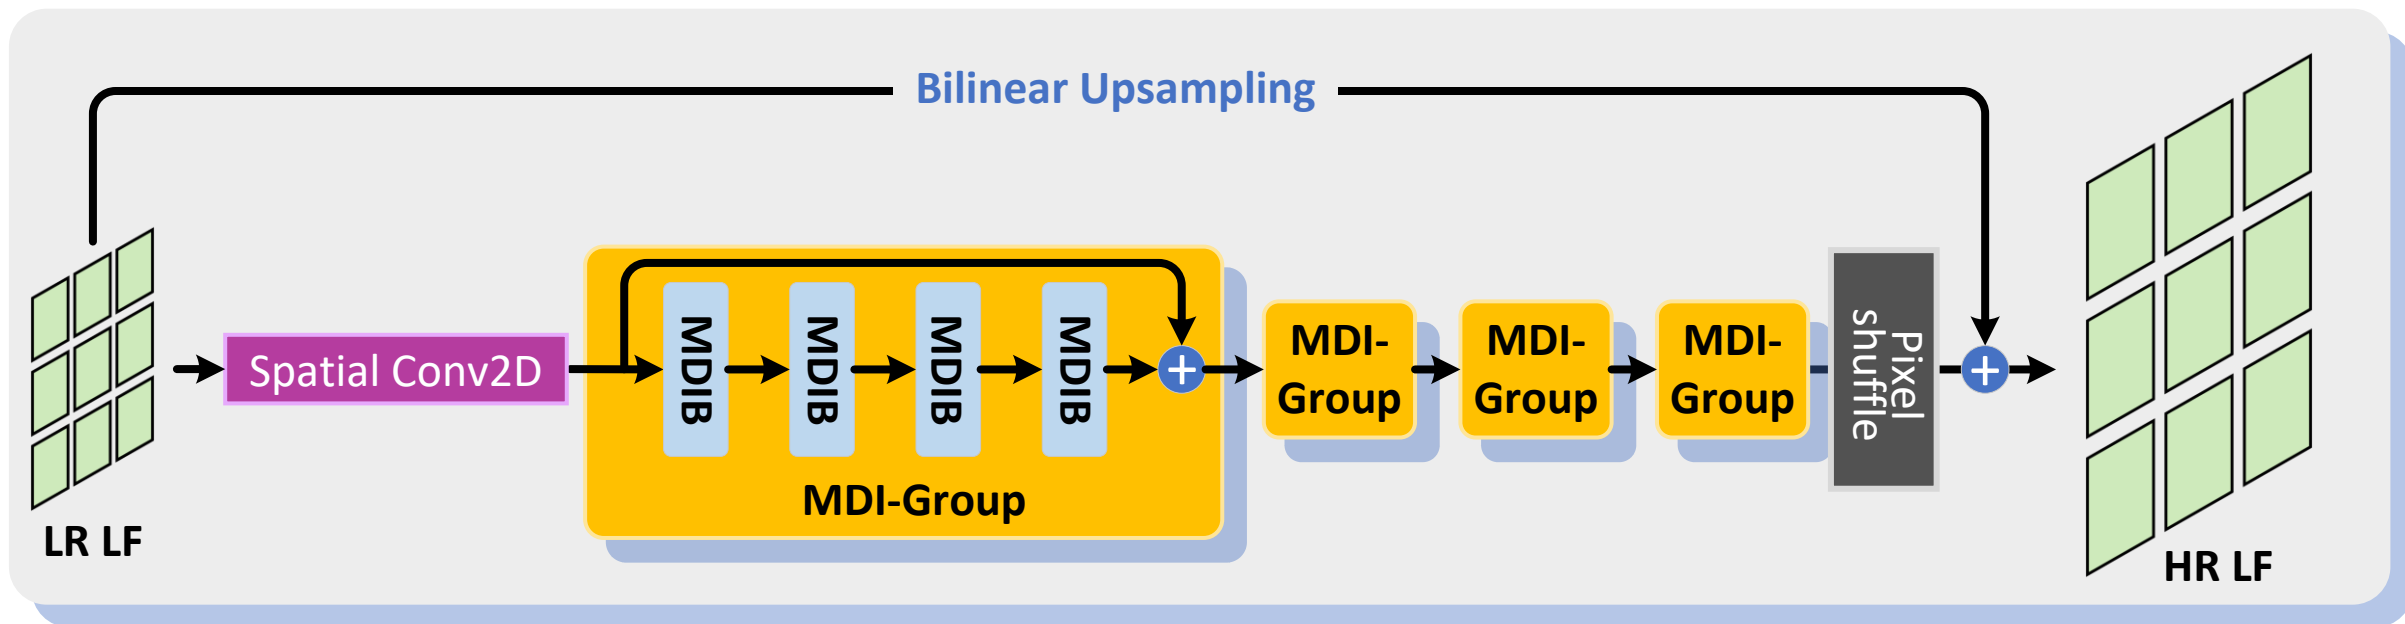 Bilinear Upsampling
LR LF
Spatial Conv2D
MDIB
MDIB
MDIB
MDIB
MDI-Group
MDI-
Group
MDI-
Group
MDI-
Group
Pixel
shuffle
HR LF